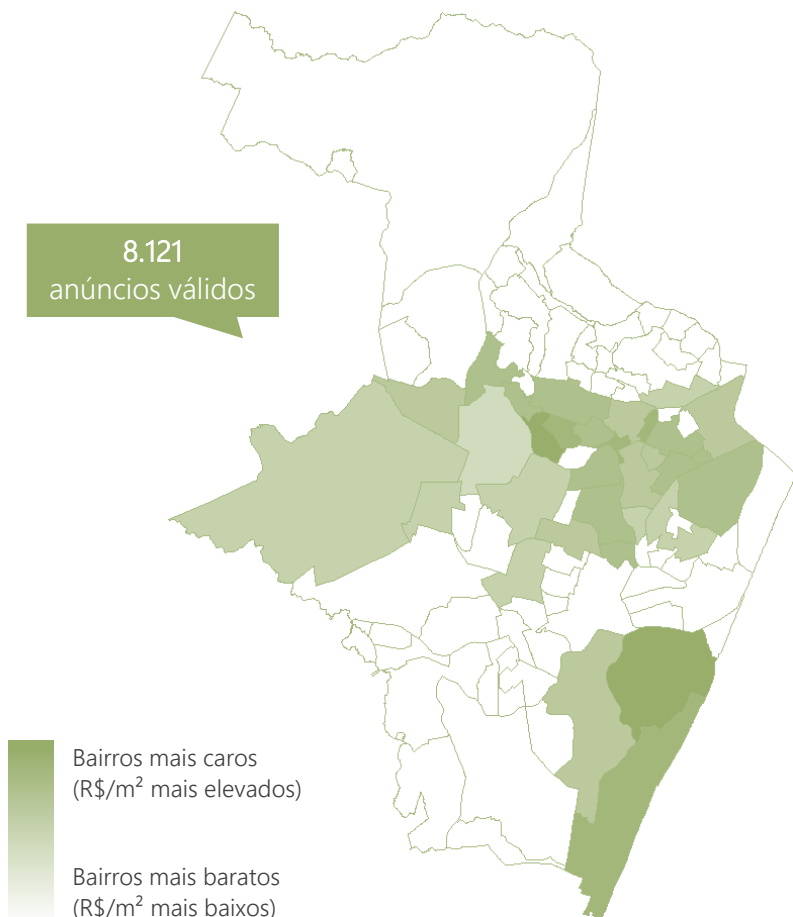 8.121
anúncios válidos
Bairros mais caros
(R$/m² mais elevados)
Bairros mais baratos
(R$/m² mais baixos)